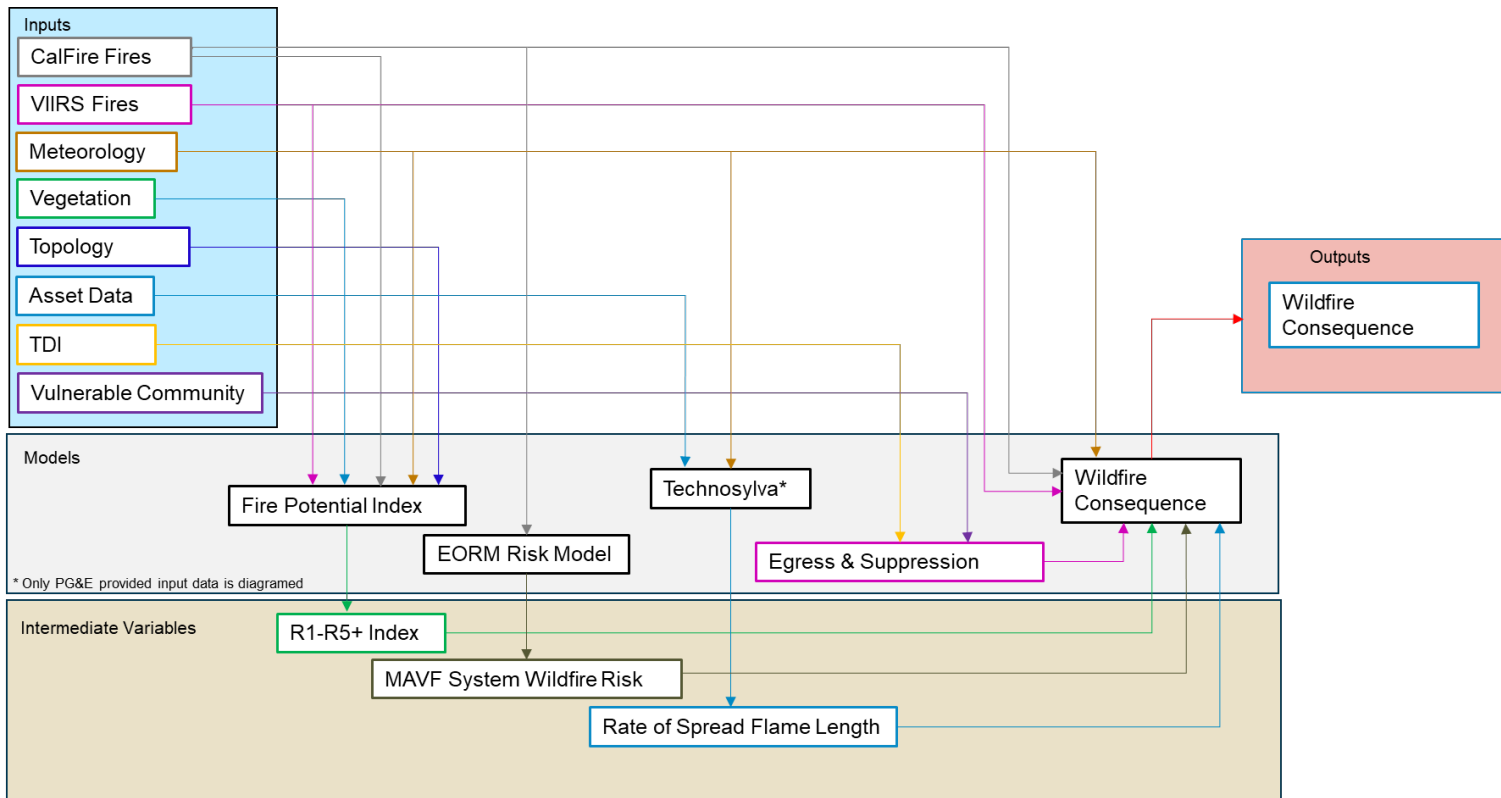 Inputs
CalFire Fires
VIIRS Fires
Meteorology
Vegetation
Topology
Asset Data
TDI
Vulnerable Community
Outputs
Wildfire
Consequence
Models
Fire Potential Index
EORM Risk Model
Technosylva*
Egress & Suppression
Wildfire
Consequence
* Only PG&E provided input data is diagramed
Intermediate Variables
R1-R5+ Index
MAVF System Wildfire Risk
Rate of Spread Flame Length